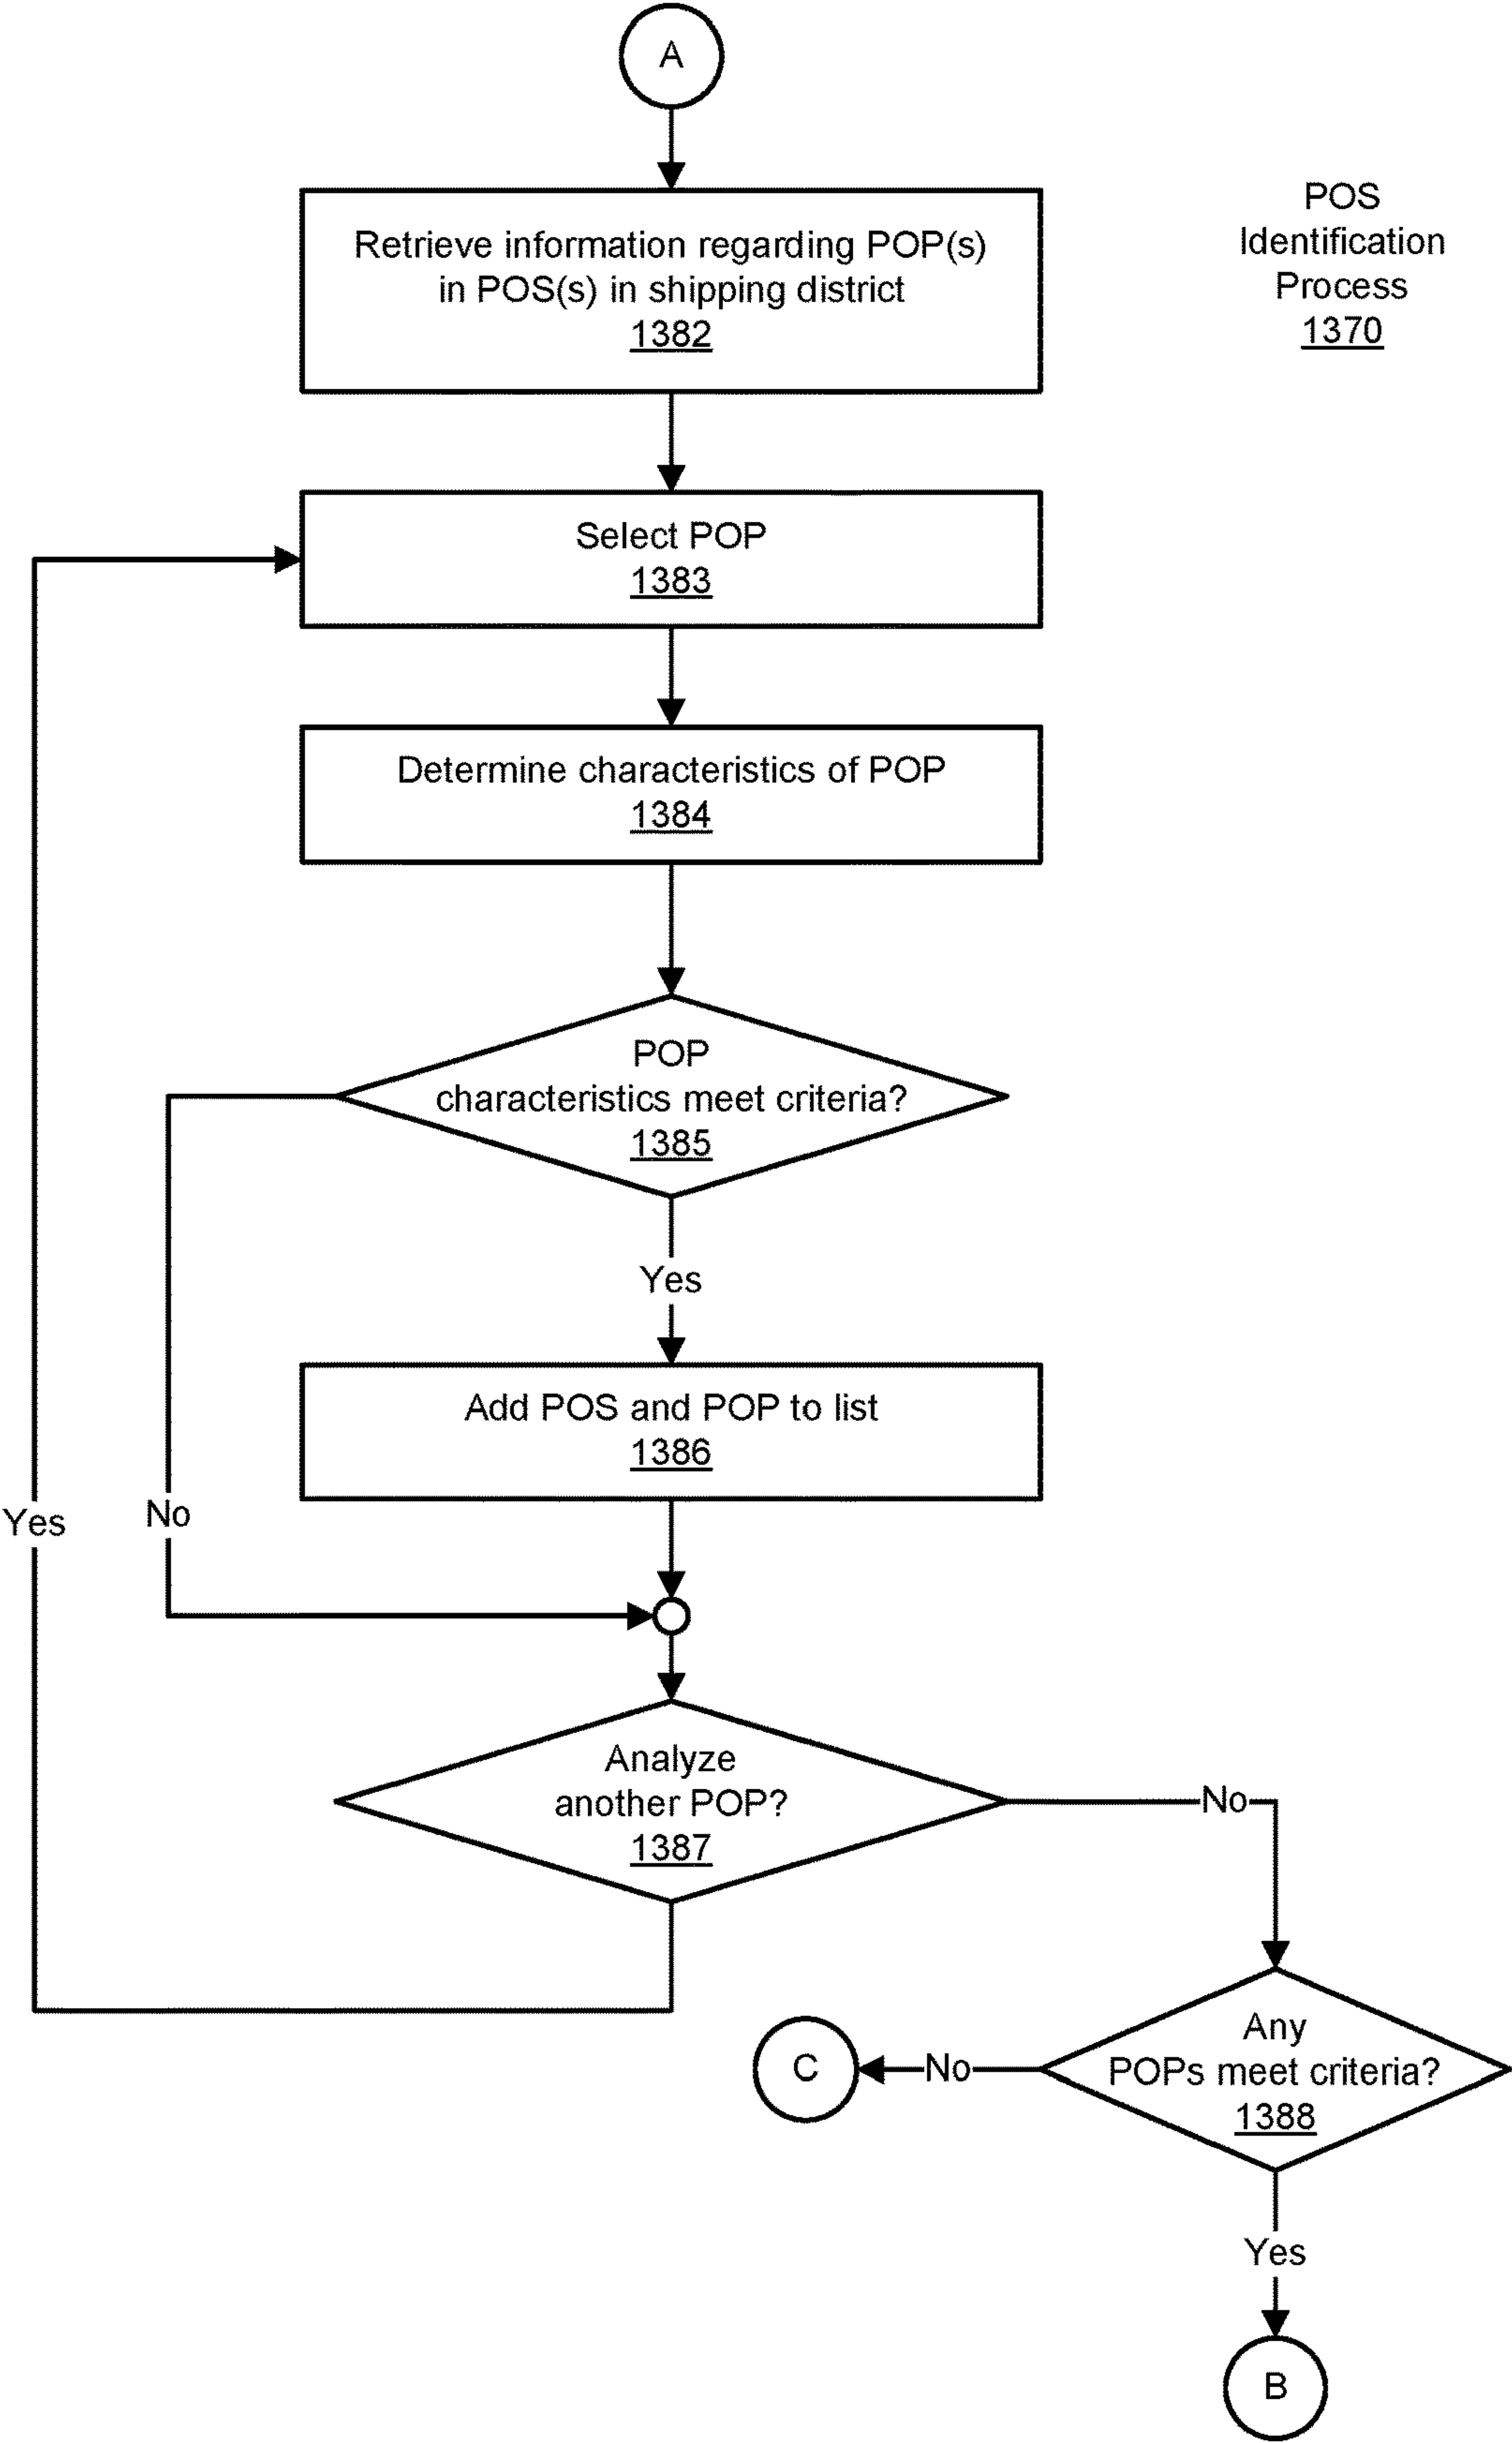 A
Retrieve information regarding POP(s)
in POS(s) in shipping district
1382
POS
Identification
Process
1370
Select POP
1383
Determine characteristics of POP
1384
POP
characteristics meet criteria?
1385
Yes
Add POS and POP to list
1386
Yes
No
Analyze
another POP?
1387
No
Any
POPs meet criteria?
1388
No
C
Yes
B